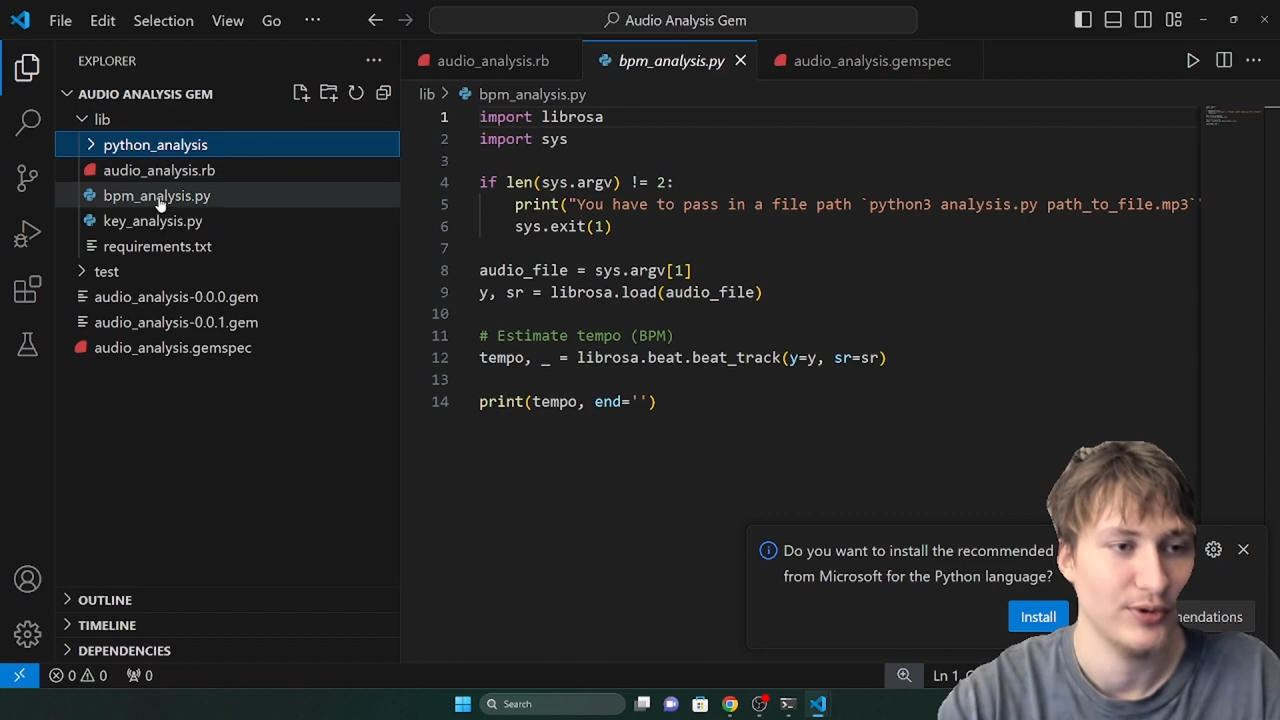 File Edit Selection View Go ··· Audio Analysis Gem
EXPLORER ···
AUDIO ANALYSIS GEM
lib
python_analysis
audio_analysis.rb
bpm_analysis.py
key_analysis.py
requirements.txt
test
audio_analysis-0.0.0.gem
audio_analysis-0.0.1.gem
audio_analysis.gemspec
OUTLINE
TIMELINE
DEPENDENCIES
audio_analysis.rb bpm_analysis.py audio_analysis.gemspec
lib > bpm_analysis.py
1 import librosa
2 import sys
3
4 if len(sys.argv) != 2:
5 print("You have to pass in a file path `python3 analysis.py path_to_file.mp3`
6 sys.exit(1)
7
8 audio_file = sys.argv[1]
9 y, sr = librosa.load(audio_file)
10
11 # Estimate tempo (BPM)
12 tempo, _ = librosa.beat.beat_track(y=y, sr=sr)
13
14 print(tempo, end='')
Do you want to install the recommended
from Microsoft for the Python language?
Install
0 0 0
Ln 1,
Search